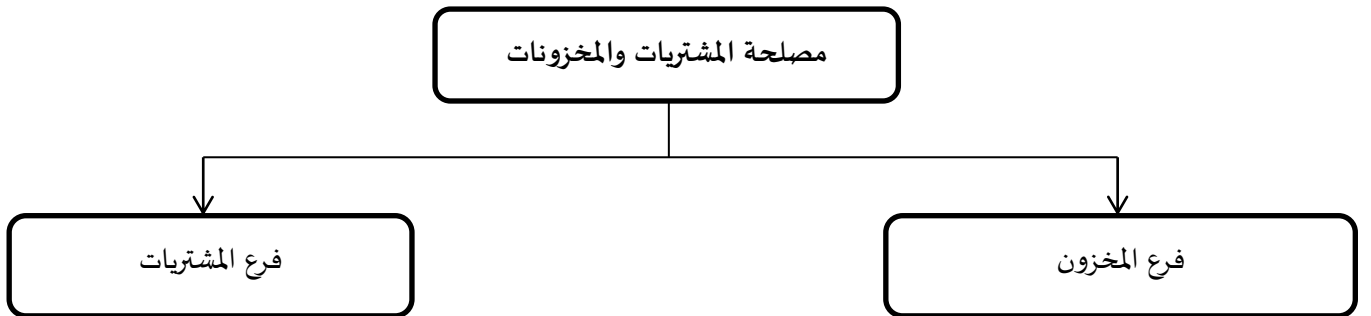 مصلحة المشتريات والمخزونات
فرع المخزون
فرع المشتريات